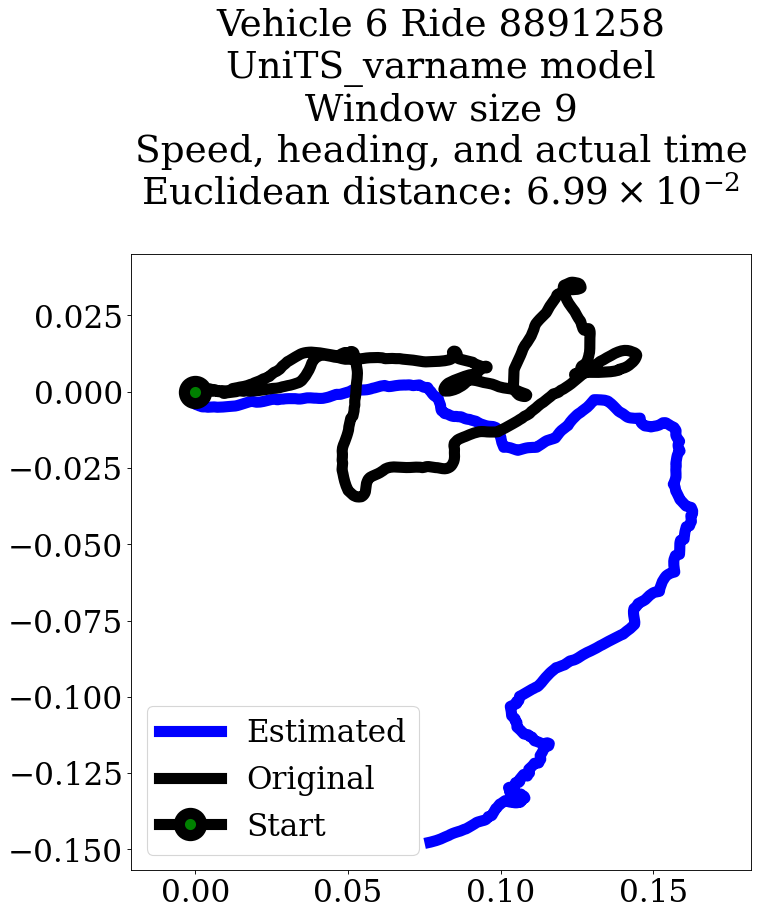 Vehicle 6 Ride 8891258
UniTS_varname model
Window size 9
Speed, heading, and actual time
Euclidean distance: 6.99 × 10⁻²
0.025
0.000
−0.025
−0.050
−0.075
−0.100
−0.125
−0.150
Estimated
Original
Start
0.00 0.05 0.10 0.15